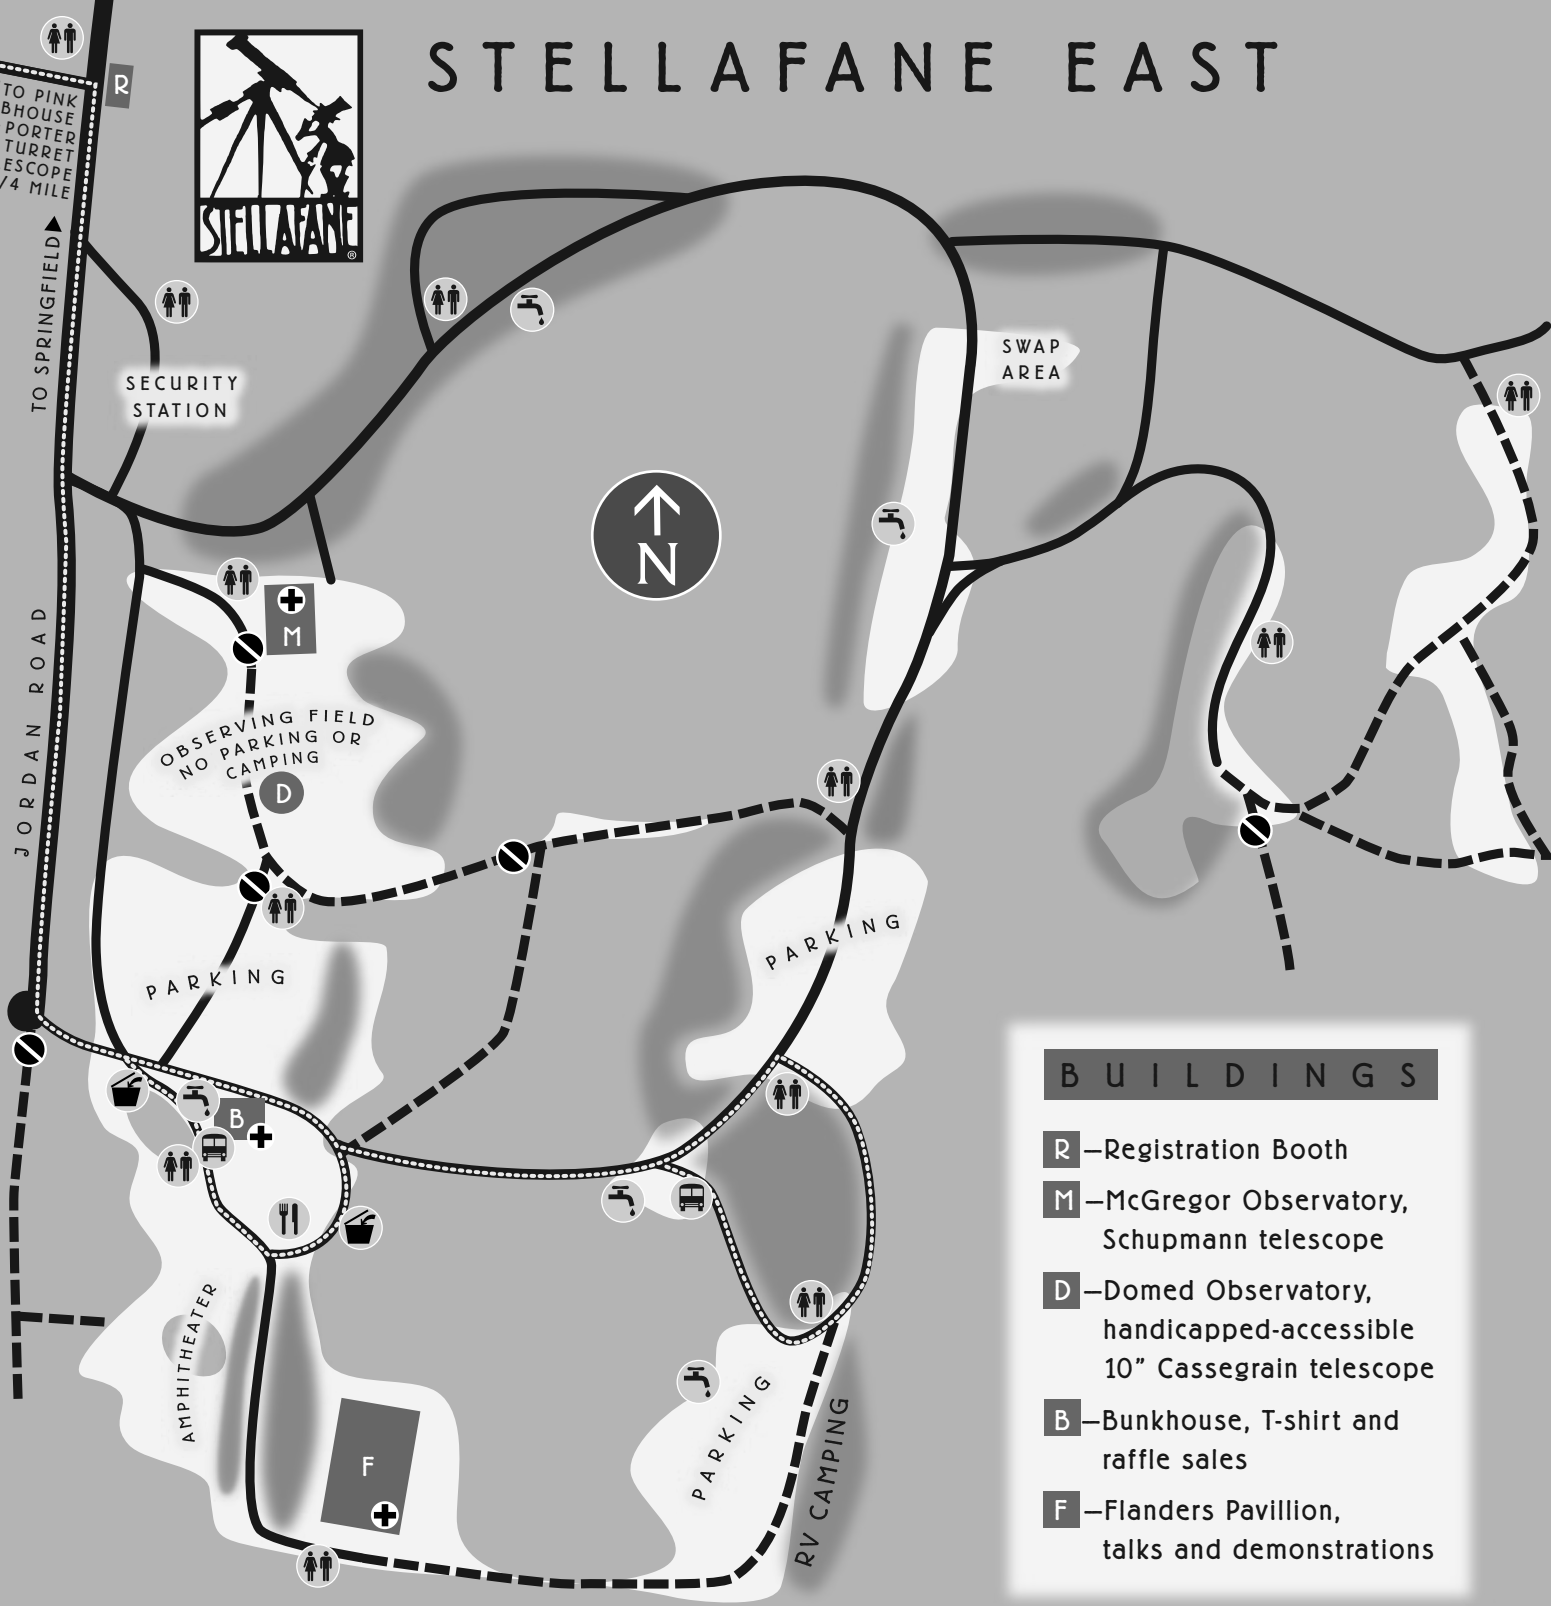 STELLAFANE EAST
R
TO PINK
BHOUSE
PORTER
TURRET
ESCOPE
/4 MILE
STELLAFANE
®
TO SPRINGFIELD
SECURITY
STATION
SWAP
AREA
N
M
JORDAN ROAD
OBSERVING FIELD
NO PARKING OR
CAMPING
D
PARKING
PARKING
B
AMPHITHEATER
F
PARKING
RV CAMPING
BUILDINGS
R–Registration Booth
M–McGregor Observatory,
Schupmann telescope
D–Domed Observatory,
handicapped-accessible
10” Cassegrain telescope
B–Bunkhouse, T-shirt and
raffle sales
F–Flanders Pavillion,
talks and demonstrations